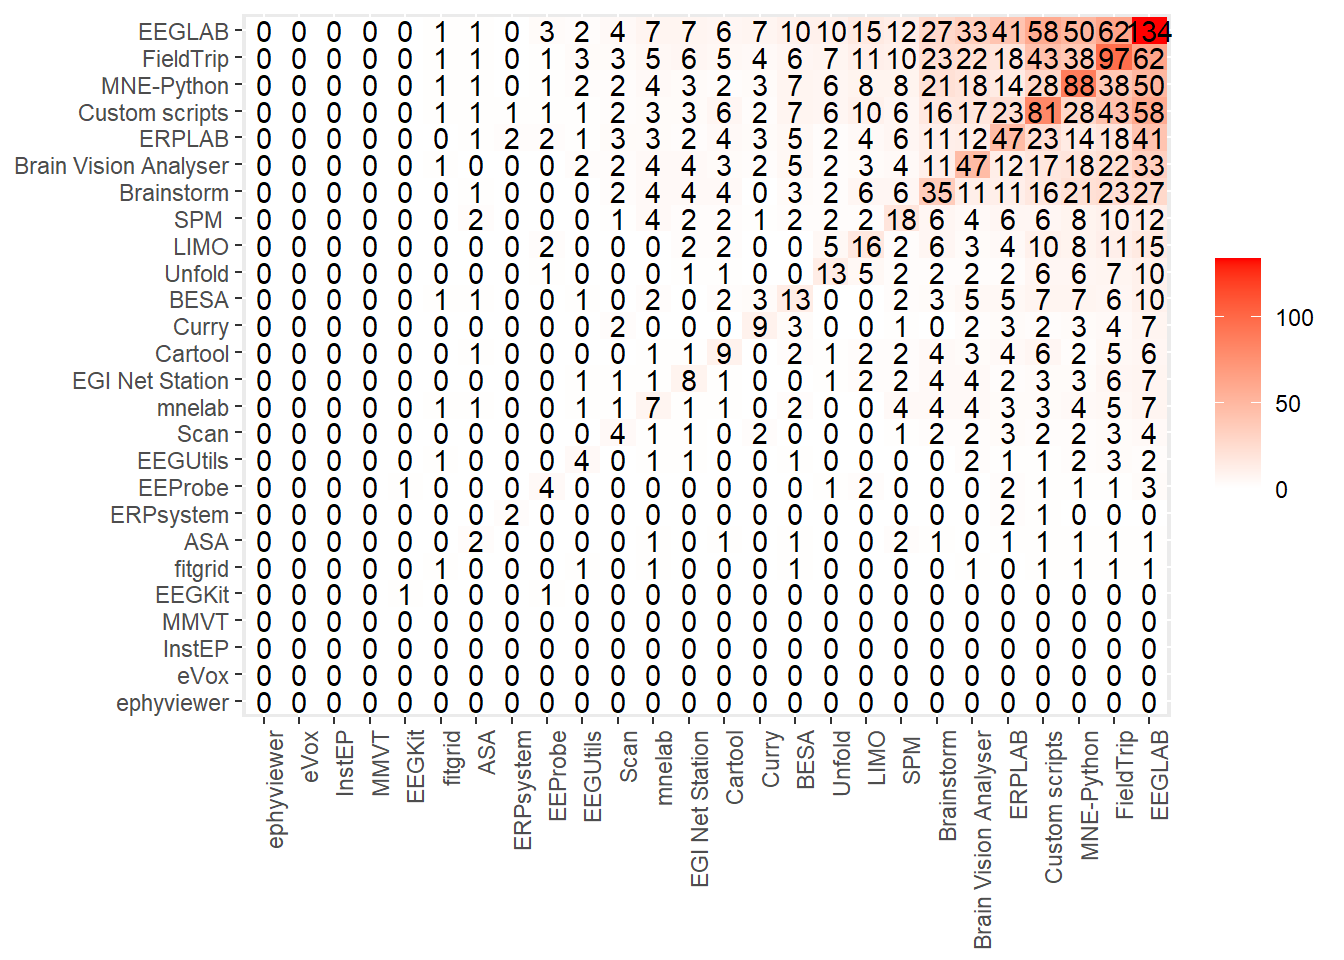 EEGLAB 0 0 0 0 0 1 1 0 3 2 4 7 7 6 7 10 10 15 12 27 33 41 58 50 62 134
FieldTrip 0 0 0 0 0 1 1 0 1 3 3 5 6 5 4 6 7 11 10 23 22 18 43 38 97 62
MNE-Python 0 0 0 0 0 1 1 0 1 2 2 4 3 2 3 7 6 8 8 21 18 14 28 88 38 50
Custom scripts 0 0 0 0 0 1 1 1 1 1 2 3 3 6 2 7 6 10 6 16 17 23 81 28 43 58
ERPLAB 0 0 0 0 0 0 1 2 2 1 3 3 2 4 3 5 2 4 6 11 12 47 23 14 18 41
Brain Vision Analyser 0 0 0 0 0 1 0 0 0 2 2 4 4 3 2 5 2 3 4 11 47 12 17 18 22 33
Brainstorm 0 0 0 0 0 0 1 0 0 0 2 4 4 4 0 3 2 6 6 35 11 11 16 21 23 27
SPM 0 0 0 0 0 0 2 0 0 0 1 4 2 2 1 2 2 2 18 6 4 6 6 8 10 12
LIMO 0 0 0 0 0 0 0 0 2 0 0 0 2 2 0 0 5 16 2 6 3 4 10 8 11 15
Unfold 0 0 0 0 0 0 0 0 1 0 0 0 1 1 0 0 13 5 2 2 2 2 6 6 7 10
BESA 0 0 0 0 0 1 1 0 0 1 0 2 0 2 3 13 0 0 2 3 5 5 7 7 6 10
Curry 0 0 0 0 0 0 0 0 0 0 2 0 0 0 9 3 0 0 1 0 2 3 2 3 4 7
Cartool 0 0 0 0 0 0 1 0 0 0 0 1 1 9 0 2 1 2 2 4 3 4 6 2 5 6
EGI Net Station 0 0 0 0 0 0 0 0 0 1 1 1 8 1 0 0 1 2 2 4 4 2 3 3 6 7
mnelab 0 0 0 0 0 1 1 0 0 1 1 7 1 1 0 2 0 0 4 4 4 3 3 4 5 7
Scan 0 0 0 0 0 0 0 0 0 0 4 1 1 0 2 0 0 0 1 2 2 3 2 2 3 4
EEGUtils 0 0 0 0 0 1 0 0 0 4 0 1 1 0 0 1 0 0 0 0 2 1 1 2 3 2
EEProbe 0 0 0 0 1 0 0 0 4 0 0 0 0 0 0 0 1 2 0 0 0 2 1 1 1 3
ERPsystem 0 0 0 0 0 0 0 2 0 0 0 0 0 0 0 0 0 0 0 0 0 2 1 0 0 0
ASA 0 0 0 0 0 0 2 0 0 0 0 1 0 1 0 1 0 0 2 1 0 1 1 1 1 1
fitgrid 0 0 0 0 0 1 0 0 0 1 0 1 0 0 0 1 0 0 0 0 1 0 1 1 1 1
EEGKit 0 0 0 0 1 0 0 0 1 0 0 0 0 0 0 0 0 0 0 0 0 0 0 0 0 0
MMVT 0 0 0 0 0 0 0 0 0 0 0 0 0 0 0 0 0 0 0 0 0 0 0 0 0 0
InstEP 0 0 0 0 0 0 0 0 0 0 0 0 0 0 0 0 0 0 0 0 0 0 0 0 0 0
eVox 0 0 0 0 0 0 0 0 0 0 0 0 0 0 0 0 0 0 0 0 0 0 0 0 0 0
ephyviewer 0 0 0 0 0 0 0 0 0 0 0 0 0 0 0 0 0 0 0 0 0 0 0 0 0 0
ephyviewer
eVox
InstEP
MMVT
EEGKit
fitgrid
ASA
ERPsystem
EEProbe
EEGUtils
Scan
mnelab
EGI Net Station
Cartool
Curry
BESA
Unfold
LIMO
SPM
Brainstorm
Brain Vision Analyser
ERPLAB
Custom scripts
MNE-Python
FieldTrip
EEGLAB
100
50
0